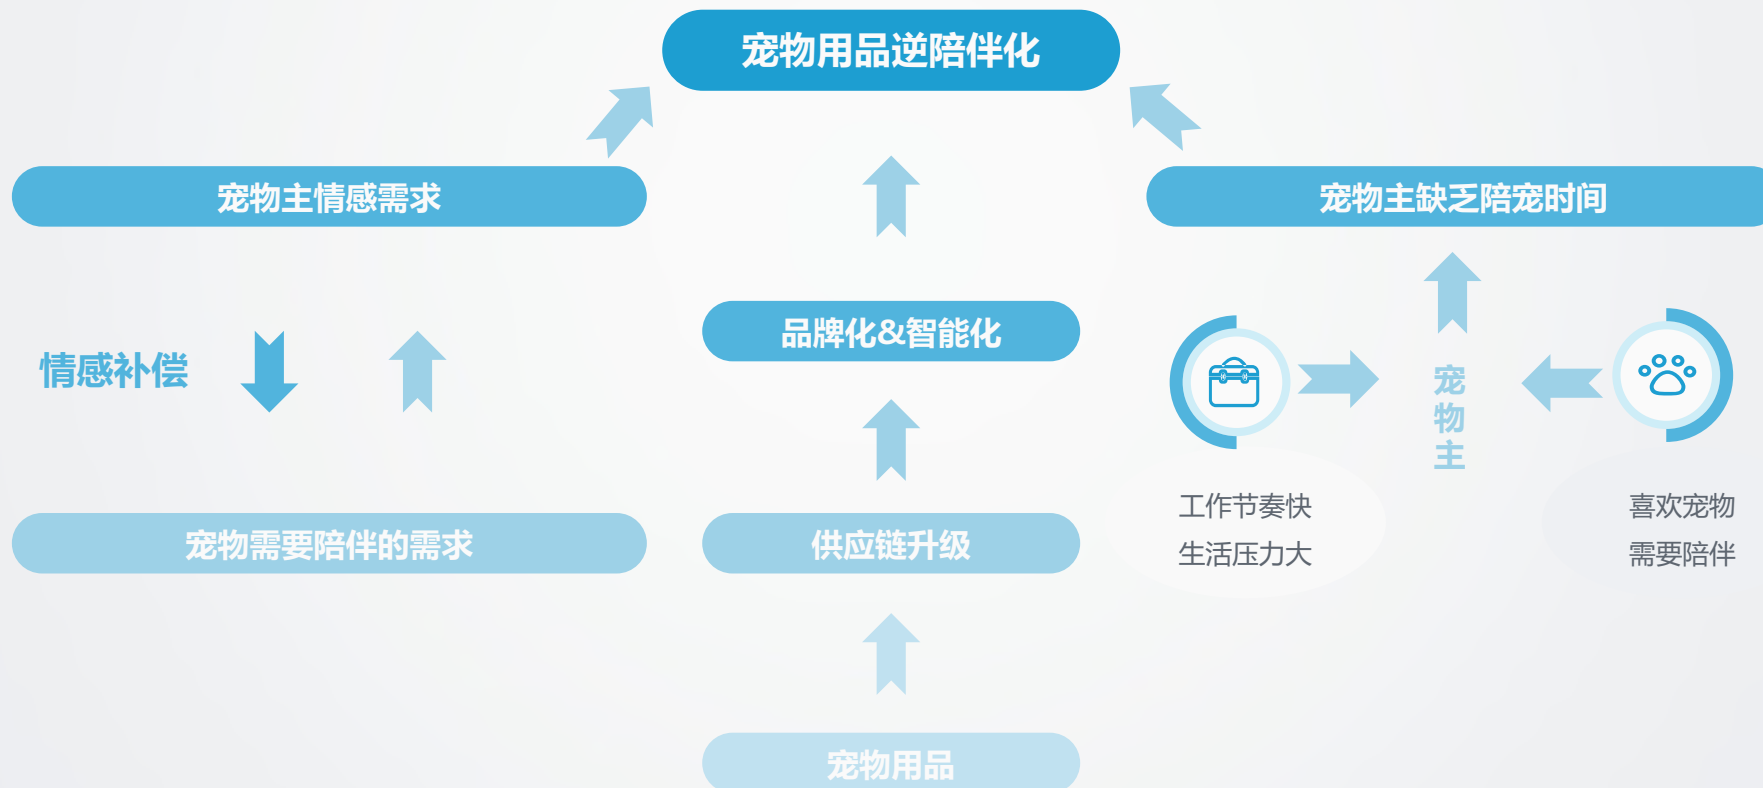 宠物用品逆陪伴化
宠物主情感需求
宠物主缺乏陪宠时间
品牌化&智能化
情感补偿
宠物主
工作节奏快
生活压力大
喜欢宠物
需要陪伴
宠物需要陪伴的需求
供应链升级
宠物用品